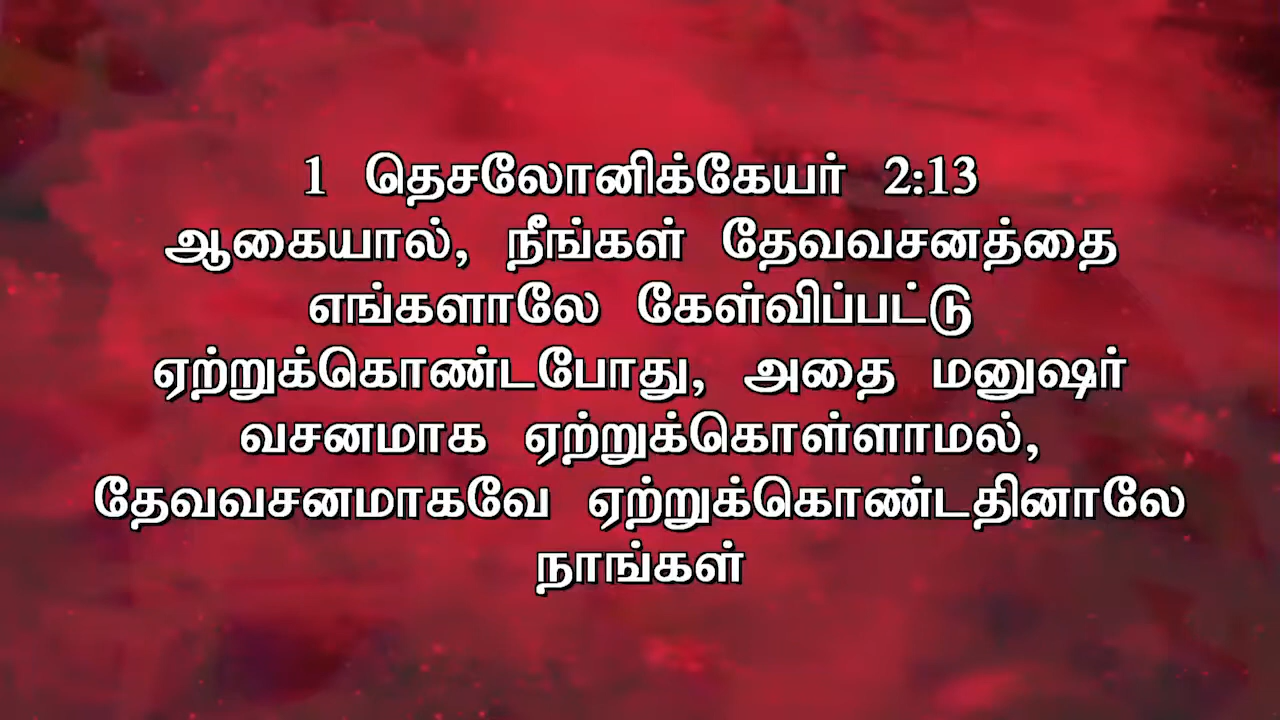 1 தெசலோனிக்கேயர் 2:13
ஆகையால், நீங்கள் தேவவசனத்தை
எங்களாலே கேள்விப்பட்டு
ஏற்றுக்கொண்டபோது, அதை மனுஷர்
வசனமாக ஏற்றுக்கொள்ளாமல்,
தேவவசனமாகவே ஏற்றுக்கொண்டதினாலே
நாங்கள்